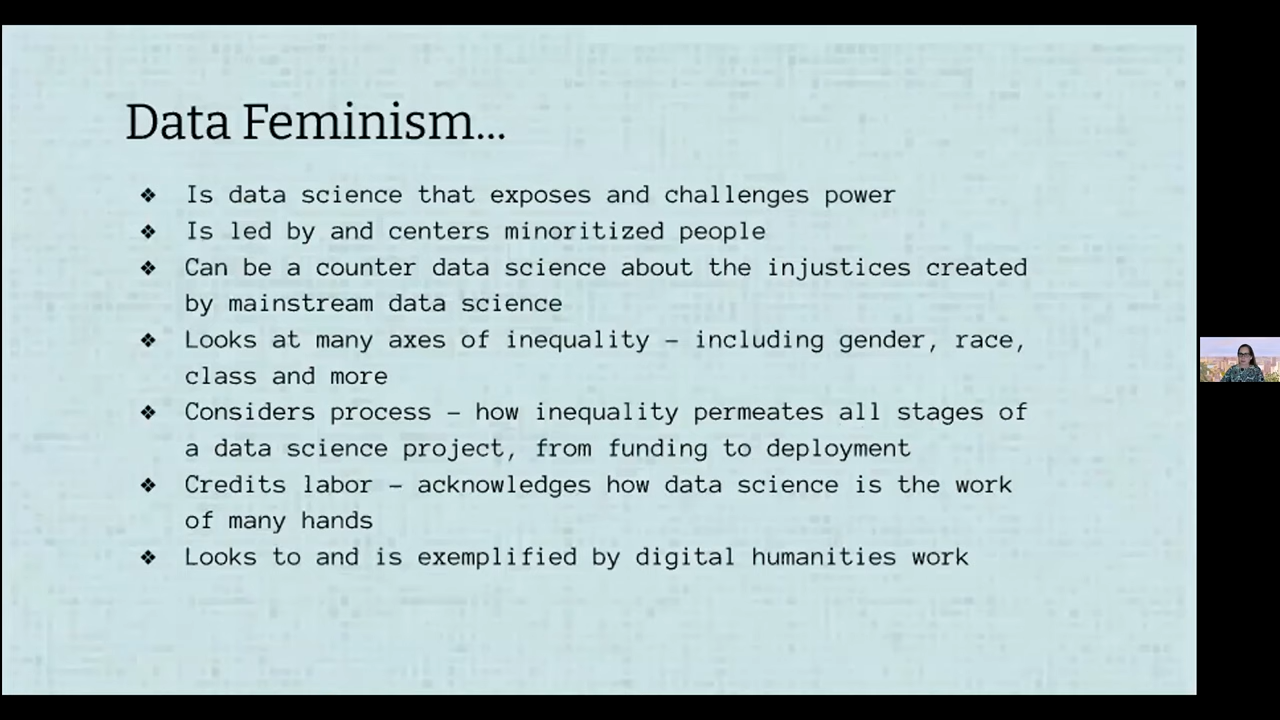 Data Feminism...
❖ Is data science that exposes and challenges power
❖ Is led by and centers minoritized people
❖ Can be a counter data science about the injustices created
by mainstream data science
❖ Looks at many axes of inequality – including gender, race,
class and more
❖ Considers process – how inequality permeates all stages of
a data science project, from funding to deployment
❖ Credits labor – acknowledges how data science is the work
of many hands
❖ Looks to and is exemplified by digital humanities work